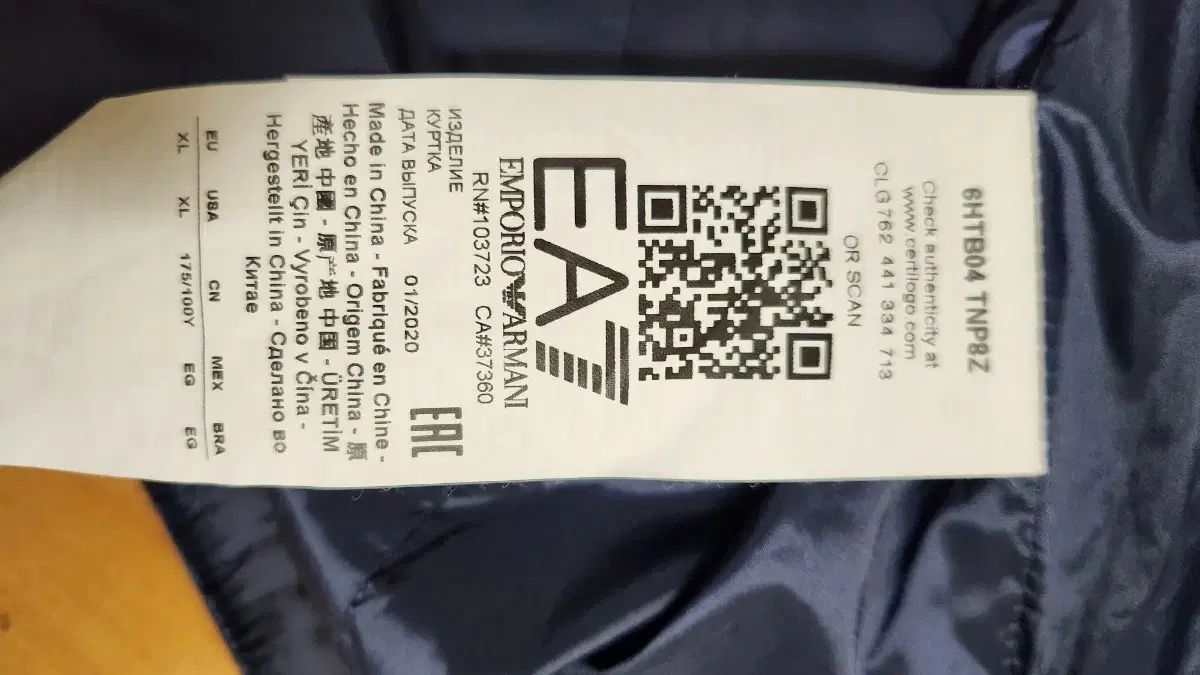 6HTB04 TNP8Z
Check authenticity at
www.certilogo.com
CLG762 441 334 713
OR SCAN
EA7
EMPORIO ARMANI
RN#103723 CA#37360
ИЗДЕЛИЕ
КУРТКА
ДАТА ВЫПУСКА 01/2020
EAC
Made in China - Fabriqué en Chine -
Hecho en China - Origem China - 原
産地 中國 - 原产地 中国 - ÜRETİM
YERİ Çin - Vyrobeno v Čína -
Hergestellt in China - Сделано во
Китае
EU USA CN MEX BRA
XL XL 175/100Y EG EG